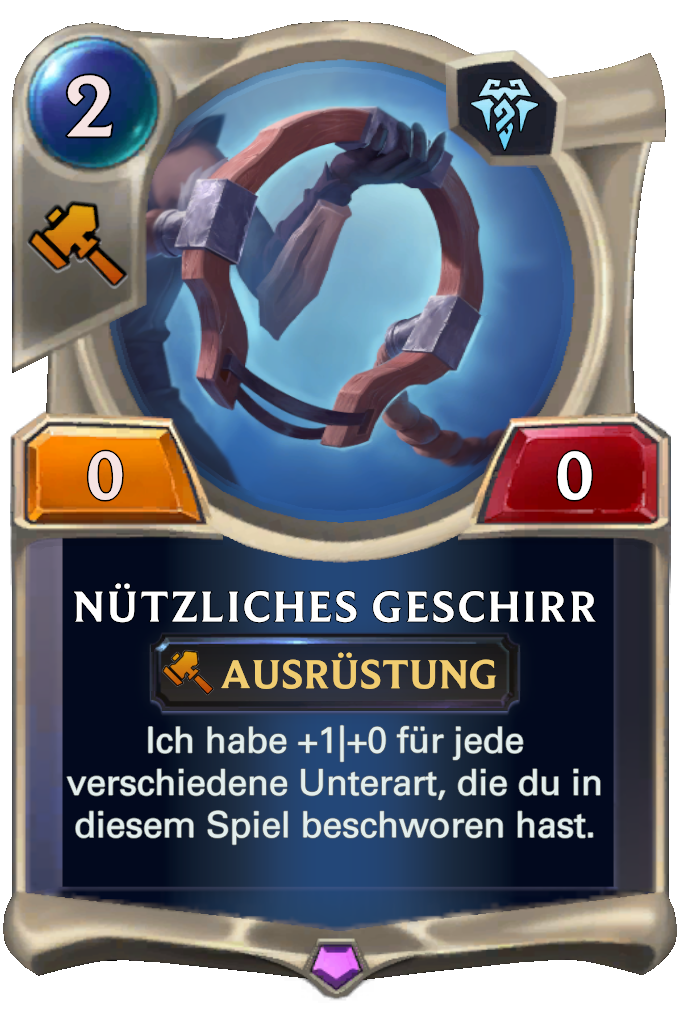 2
0
0
NÜTZLICHES GESCHIRR
AUSRÜSTUNG
Ich habe +1|+0 für jede
verschiedene Unterart, die du in
diesem Spiel beschworen hast.